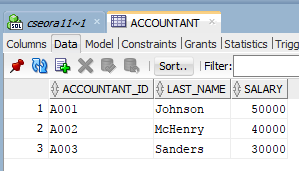 SQL cseora11~1 ACCOUNTANT
Columns Data Model Constraints Grants Statistics Trigg
Sort.. Filter:
ACCOUNTANT_ID LAST_NAME SALARY
1 A001 Johnson 50000
2 A002 McHenry 40000
3 A003 Sanders 30000